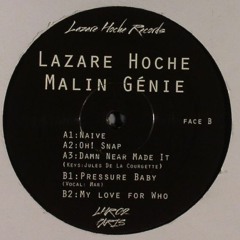 Lazare Hoche Records
LAZARE HOCHE
MALIN GÉNIE
FACE B
A1:NAIVE
A2:OH! SNAP
A3:DAMN NEAR MADE IT
(KEYS:JULES DE LA COURGETTE)
B1:PRESSURE BABY
(VOCAL: MAX)
B2:MY LOVE FOR WHO
PARIS